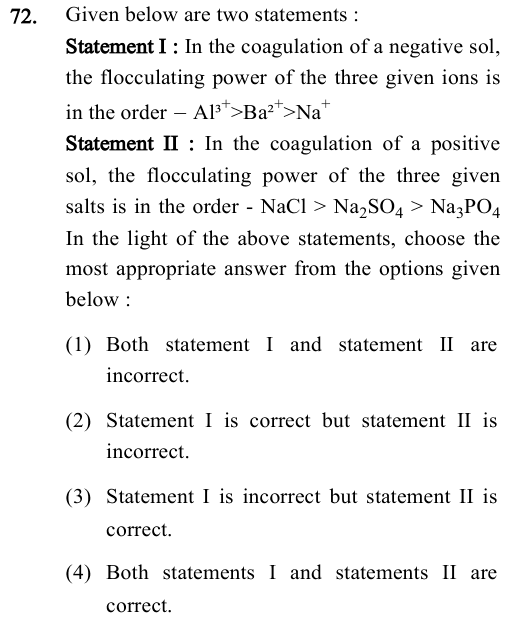 72. Given below are two statements :
Statement I : In the coagulation of a negative sol,
the flocculating power of the three given ions is
in the order – Al³⁺>Ba²⁺>Na⁺
Statement II : In the coagulation of a positive
sol, the flocculating power of the three given
salts is in the order - NaCl > Na₂SO₄ > Na₃PO₄
In the light of the above statements, choose the
most appropriate answer from the options given
below :
(1) Both statement I and statement II are
incorrect.
(2) Statement I is correct but statement II is
incorrect.
(3) Statement I is incorrect but statement II is
correct.
(4) Both statements I and statements II are
correct.